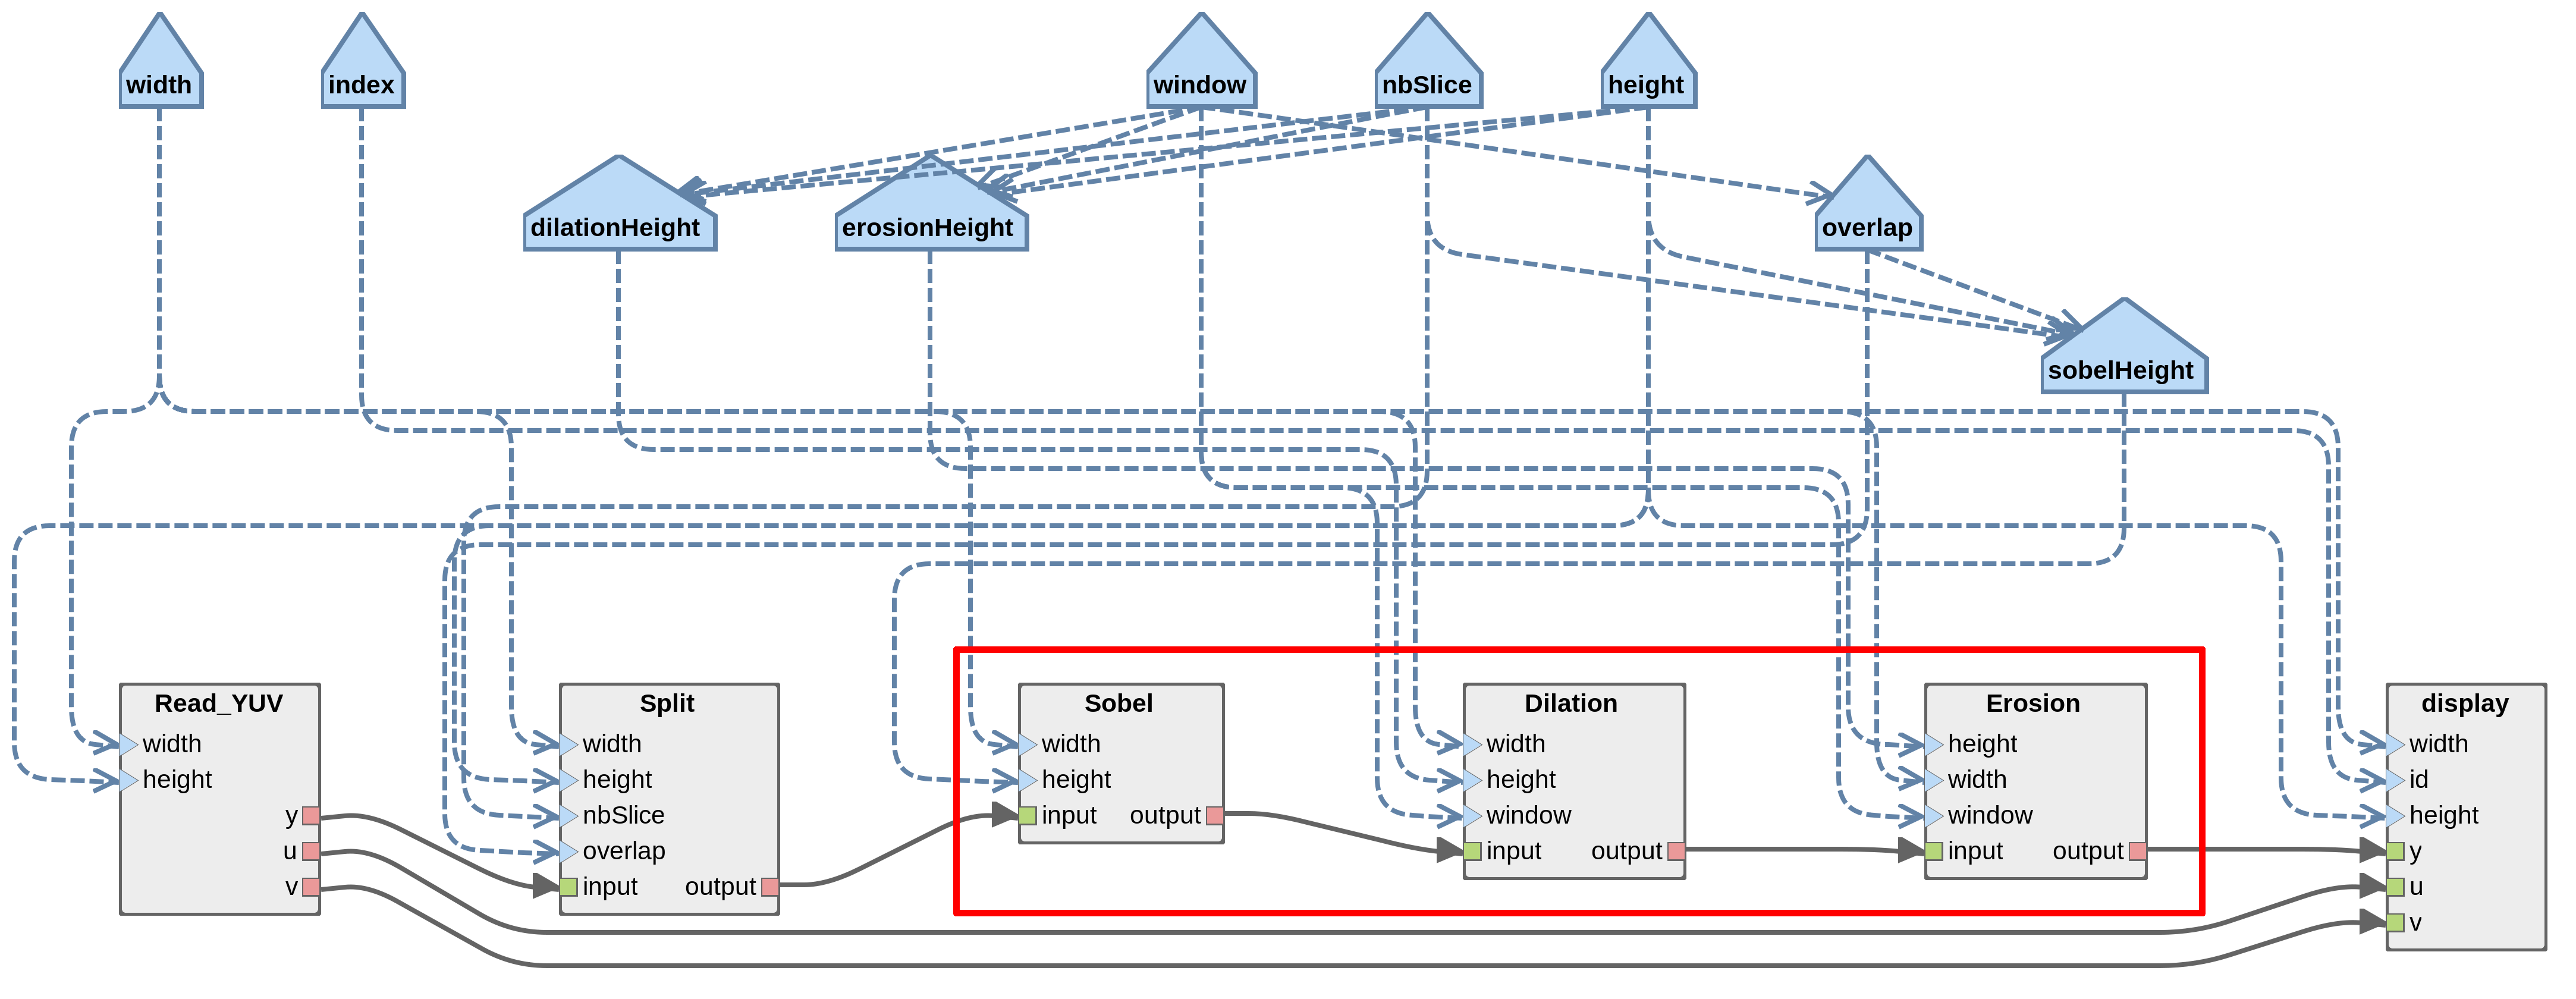 width
index
window
nbSlice
height
dilationHeight
erosionHeight
overlap
sobelHeight
Read_YUV
width
height
y
u
v
Split
width
height
nbSlice
overlap
input output
Sobel
width
height
input output
Dilation
width
height
window
input output
Erosion
height
width
window
input output
display
width
id
height
y
u
v